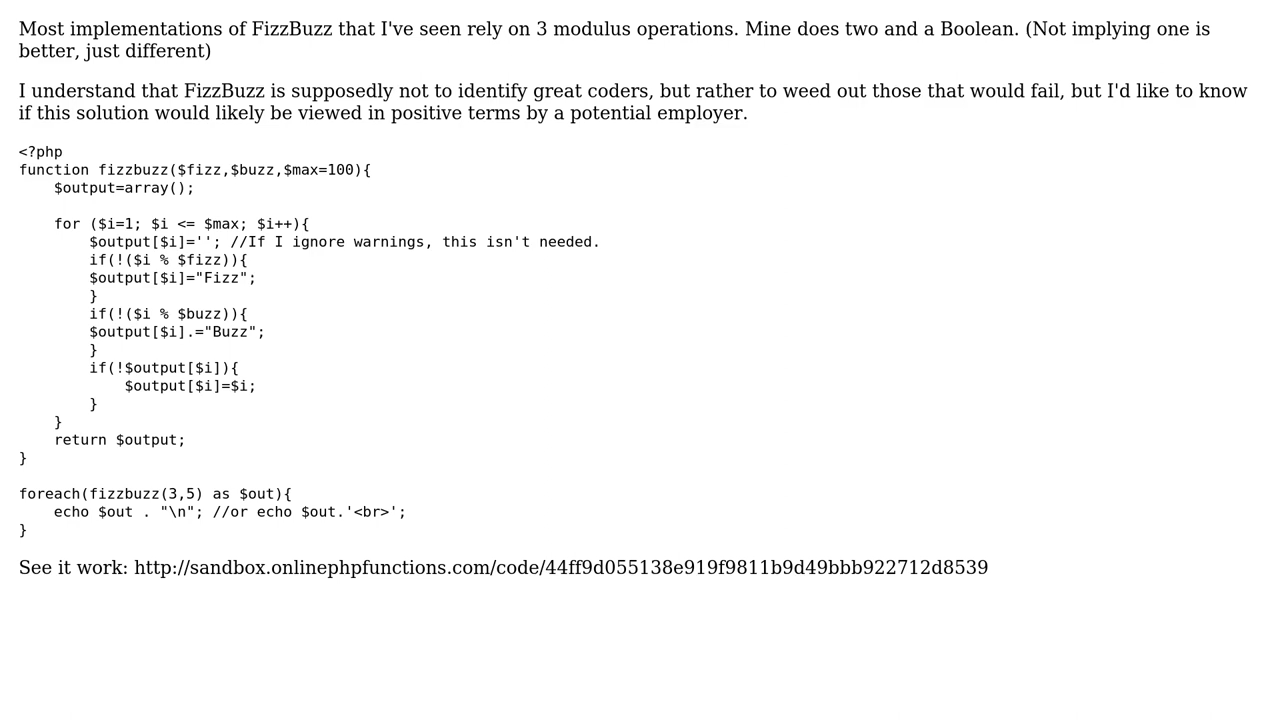 Most implementations of FizzBuzz that I've seen rely on 3 modulus operations. Mine does two and a Boolean. (Not implying one is
better, just different)
I understand that FizzBuzz is supposedly not to identify great coders, but rather to weed out those that would fail, but I'd like to know
if this solution would likely be viewed in positive terms by a potential employer.
<?php
function fizzbuzz($fizz,$buzz,$max=100){
    $output=array();

    for ($i=1; $i <= $max; $i++){
        $output[$i]=''; //If I ignore warnings, this isn't needed.
        if(!($i % $fizz)){
        $output[$i]="Fizz";
        }
        if(!($i % $buzz)){
        $output[$i].="Buzz";
        }
        if(!$output[$i]){
            $output[$i]=$i;
        }
    }
    return $output;
}

foreach(fizzbuzz(3,5) as $out){
    echo $out . "\n"; //or echo $out.'<br>';
}
See it work: http://sandbox.onlinephpfunctions.com/code/44ff9d055138e919f9811b9d49bbb922712d8539